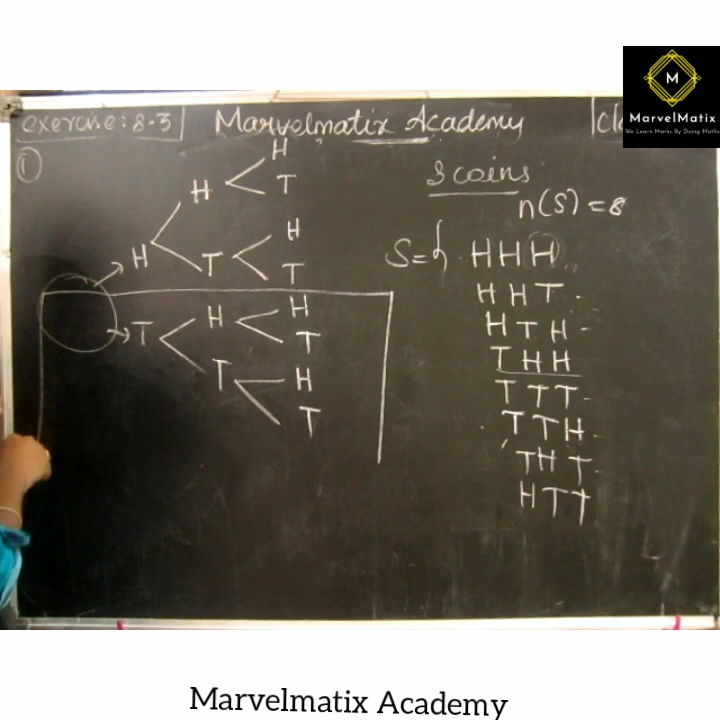 M
MarvelMatix
We Learn Maths By Doing Maths
exercise: 8.3
Marvelmatix Academy
①
H
H
T
H
T
H
T
H
T
H
T
H
T
H
T
3 coins
n(S) = 8
S = { HHH
HHT
HTH
THH
TTT
TTH
THT
HTT
Marvelmatix Academy